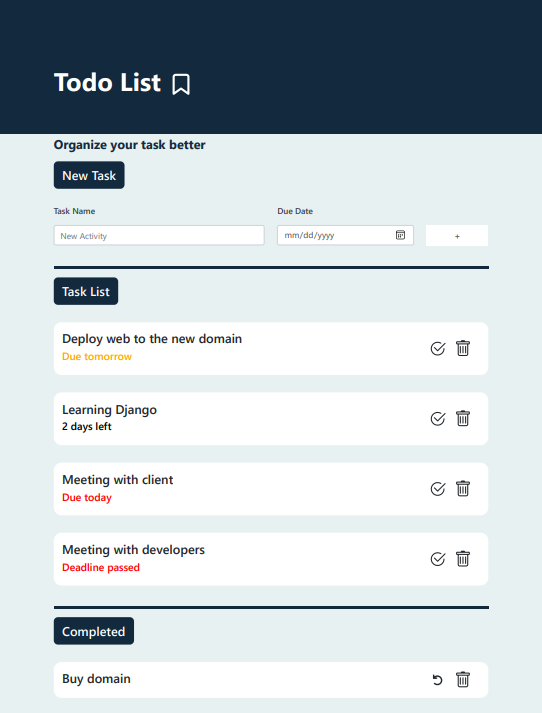 Todo List
Organize your task better
New Task
Task Name
Due Date
New Activity
mm/dd/yyyy
+
Task List
Deploy web to the new domain
Due tomorrow
Learning Django
2 days left
Meeting with client
Due today
Meeting with developers
Deadline passed
Completed
Buy domain